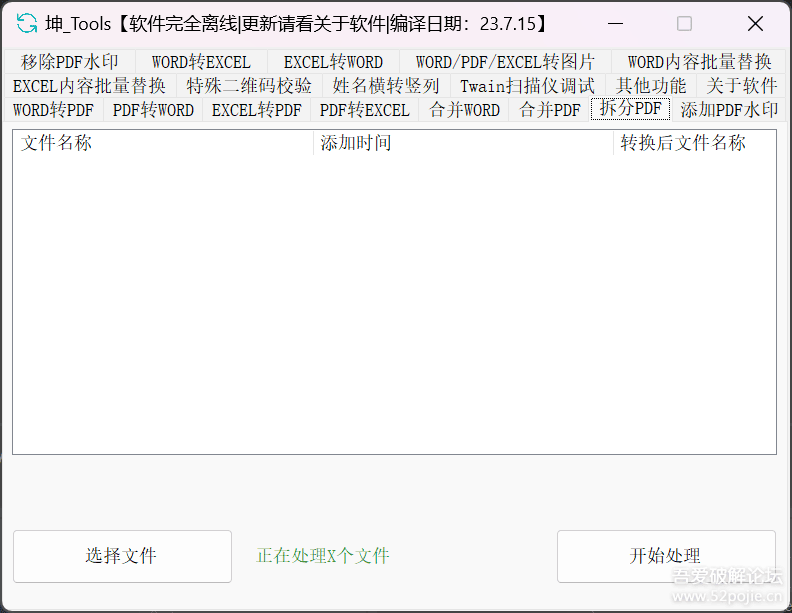 坤_Tools【软件完全离线|更新请看关于软件|编译日期：23.7.15】
移除PDF水印 WORD转EXCEL EXCEL转WORD WORD/PDF/EXCEL转图片 WORD内容批量替换
EXCEL内容批量替换 特殊二维码校验 姓名横转竖列 Twain扫描仪调试 其他功能 关于软件
WORD转PDF PDF转WORD EXCEL转PDF PDF转EXCEL 合并WORD 合并PDF 拆分PDF 添加PDF水印
文件名称 添加时间 转换后文件名称
选择文件 正在处理X个文件 开始处理
吾爱破解论坛
www.52pojie.cn